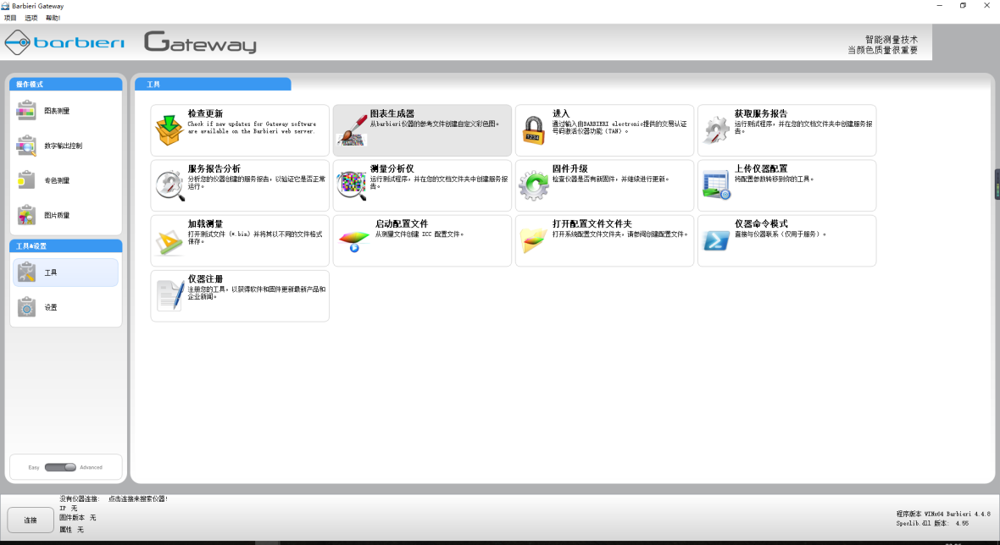 Barbieri Gateway
项目 选项 帮助!
barbieri Gateway
智能测量技术
当颜色质量很重要
操作模式
图表测量
数字输出控制
专色测量
图片质量
工具&设置
工具
设置
Easy Advanced
工具
检查更新
Check if new updates for Gateway software
are available on the Barbieri web server.
图表生成器
从barbieri仪器的参考文件创建自定义彩色图。
进入
通过输入由BARBIERI electronic提供的交易认证
号码激活仪器功能 (TAN) 。
获取服务报告
运行测试程序，并在您的文档文件夹中创建服务报
告。
服务报告分析
分析您的仪器创建的服务报告，以验证它是否正常
运行。
测量分析仪
运行测试程序，并在您的文档文件夹中创建服务报
告。
固件升级
检查仪器是否有新固件，并继续进行更新。
上传仪器配置
将配置参数转移到你的工具。
加载测量
打开测试文件 (*.bin) 并将其以不同的文件格式
保存。
启动配置文件
从测量文件创建 ICC 配置文件。
打开配置文件文件夹
打开系统配置文件文件夹，请参阅创建配置文件。
仪器命令模式
直接与仪器联系 (仅用于服务) 。
仪器注册
注册您的工具，以获得软件和固件更新最新产品和
企业新闻。
连接
没有仪器连接: 点击连接来搜索仪器!
IP 无
固件版本 无
属性 无
程序版本 WINx64 Barbieri 4.4.8
Speclib.dll 版本: 4.55